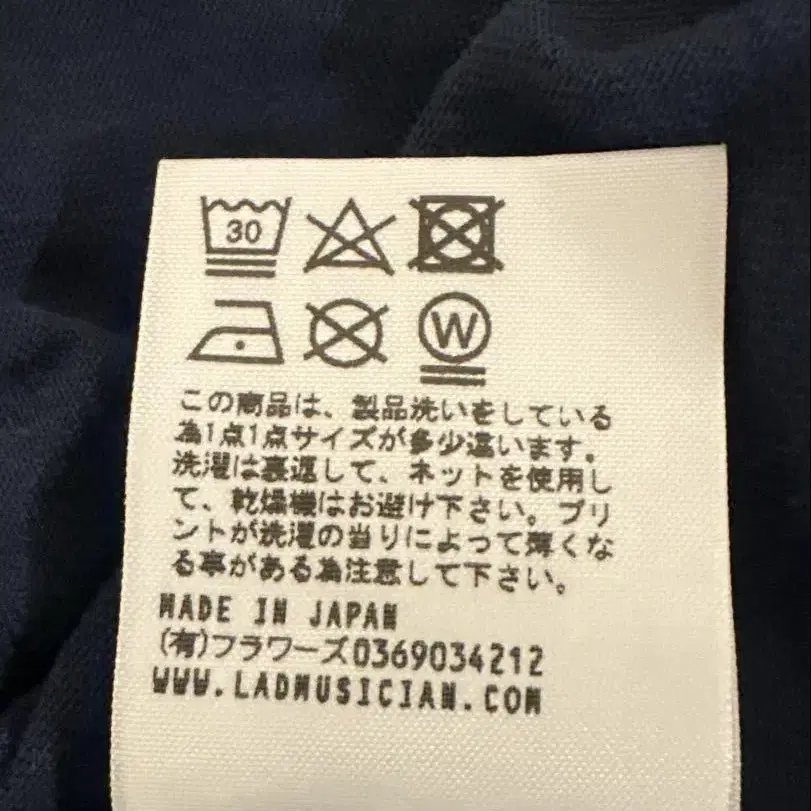 30
W
この商品は、製品洗いをしている
為1点1点サイズが多少違います。
洗濯は裏返して、ネットを使用し
て、乾燥機はお避け下さい。プリ
ントが洗濯の当りによって薄くな
る事がある為注意して下さい。
MADE IN JAPAN
(有)フラワーズ0369034212
WWW.LADMUSICIAN.COM